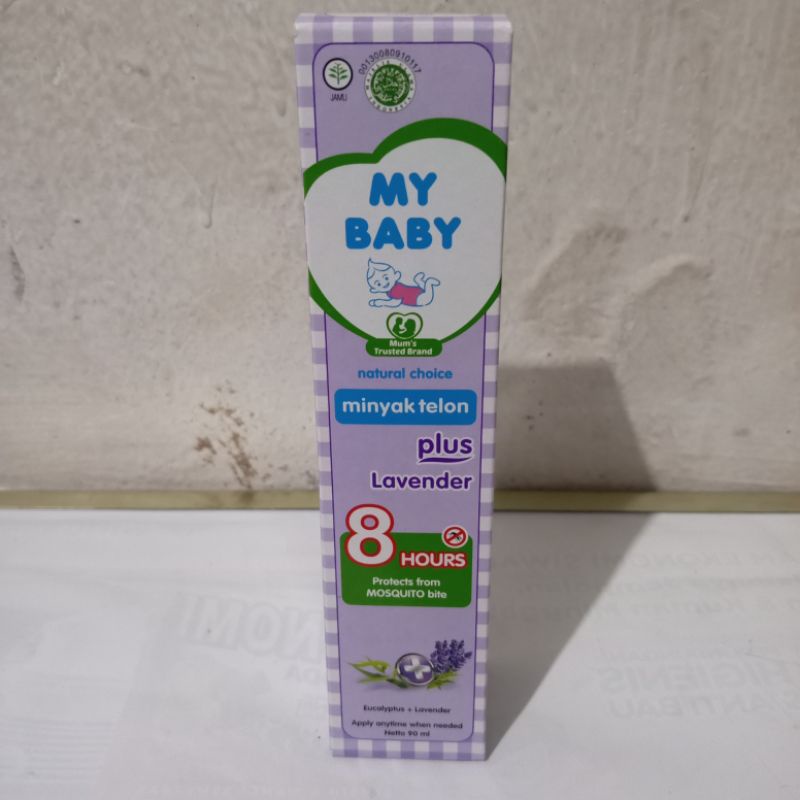 JAMU
00130080910117
MY
BABY
Mum's
Trusted Brand
natural choice
minyak telon
plus
Lavender
8
HOURS
Protects from
MOSQUITO bite
Eucalyptus + Lavender
Apply anytime when needed
Netto 90 ml